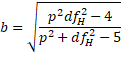 b = √((p²df_H² − 4)/(p² + df_H² − 5))